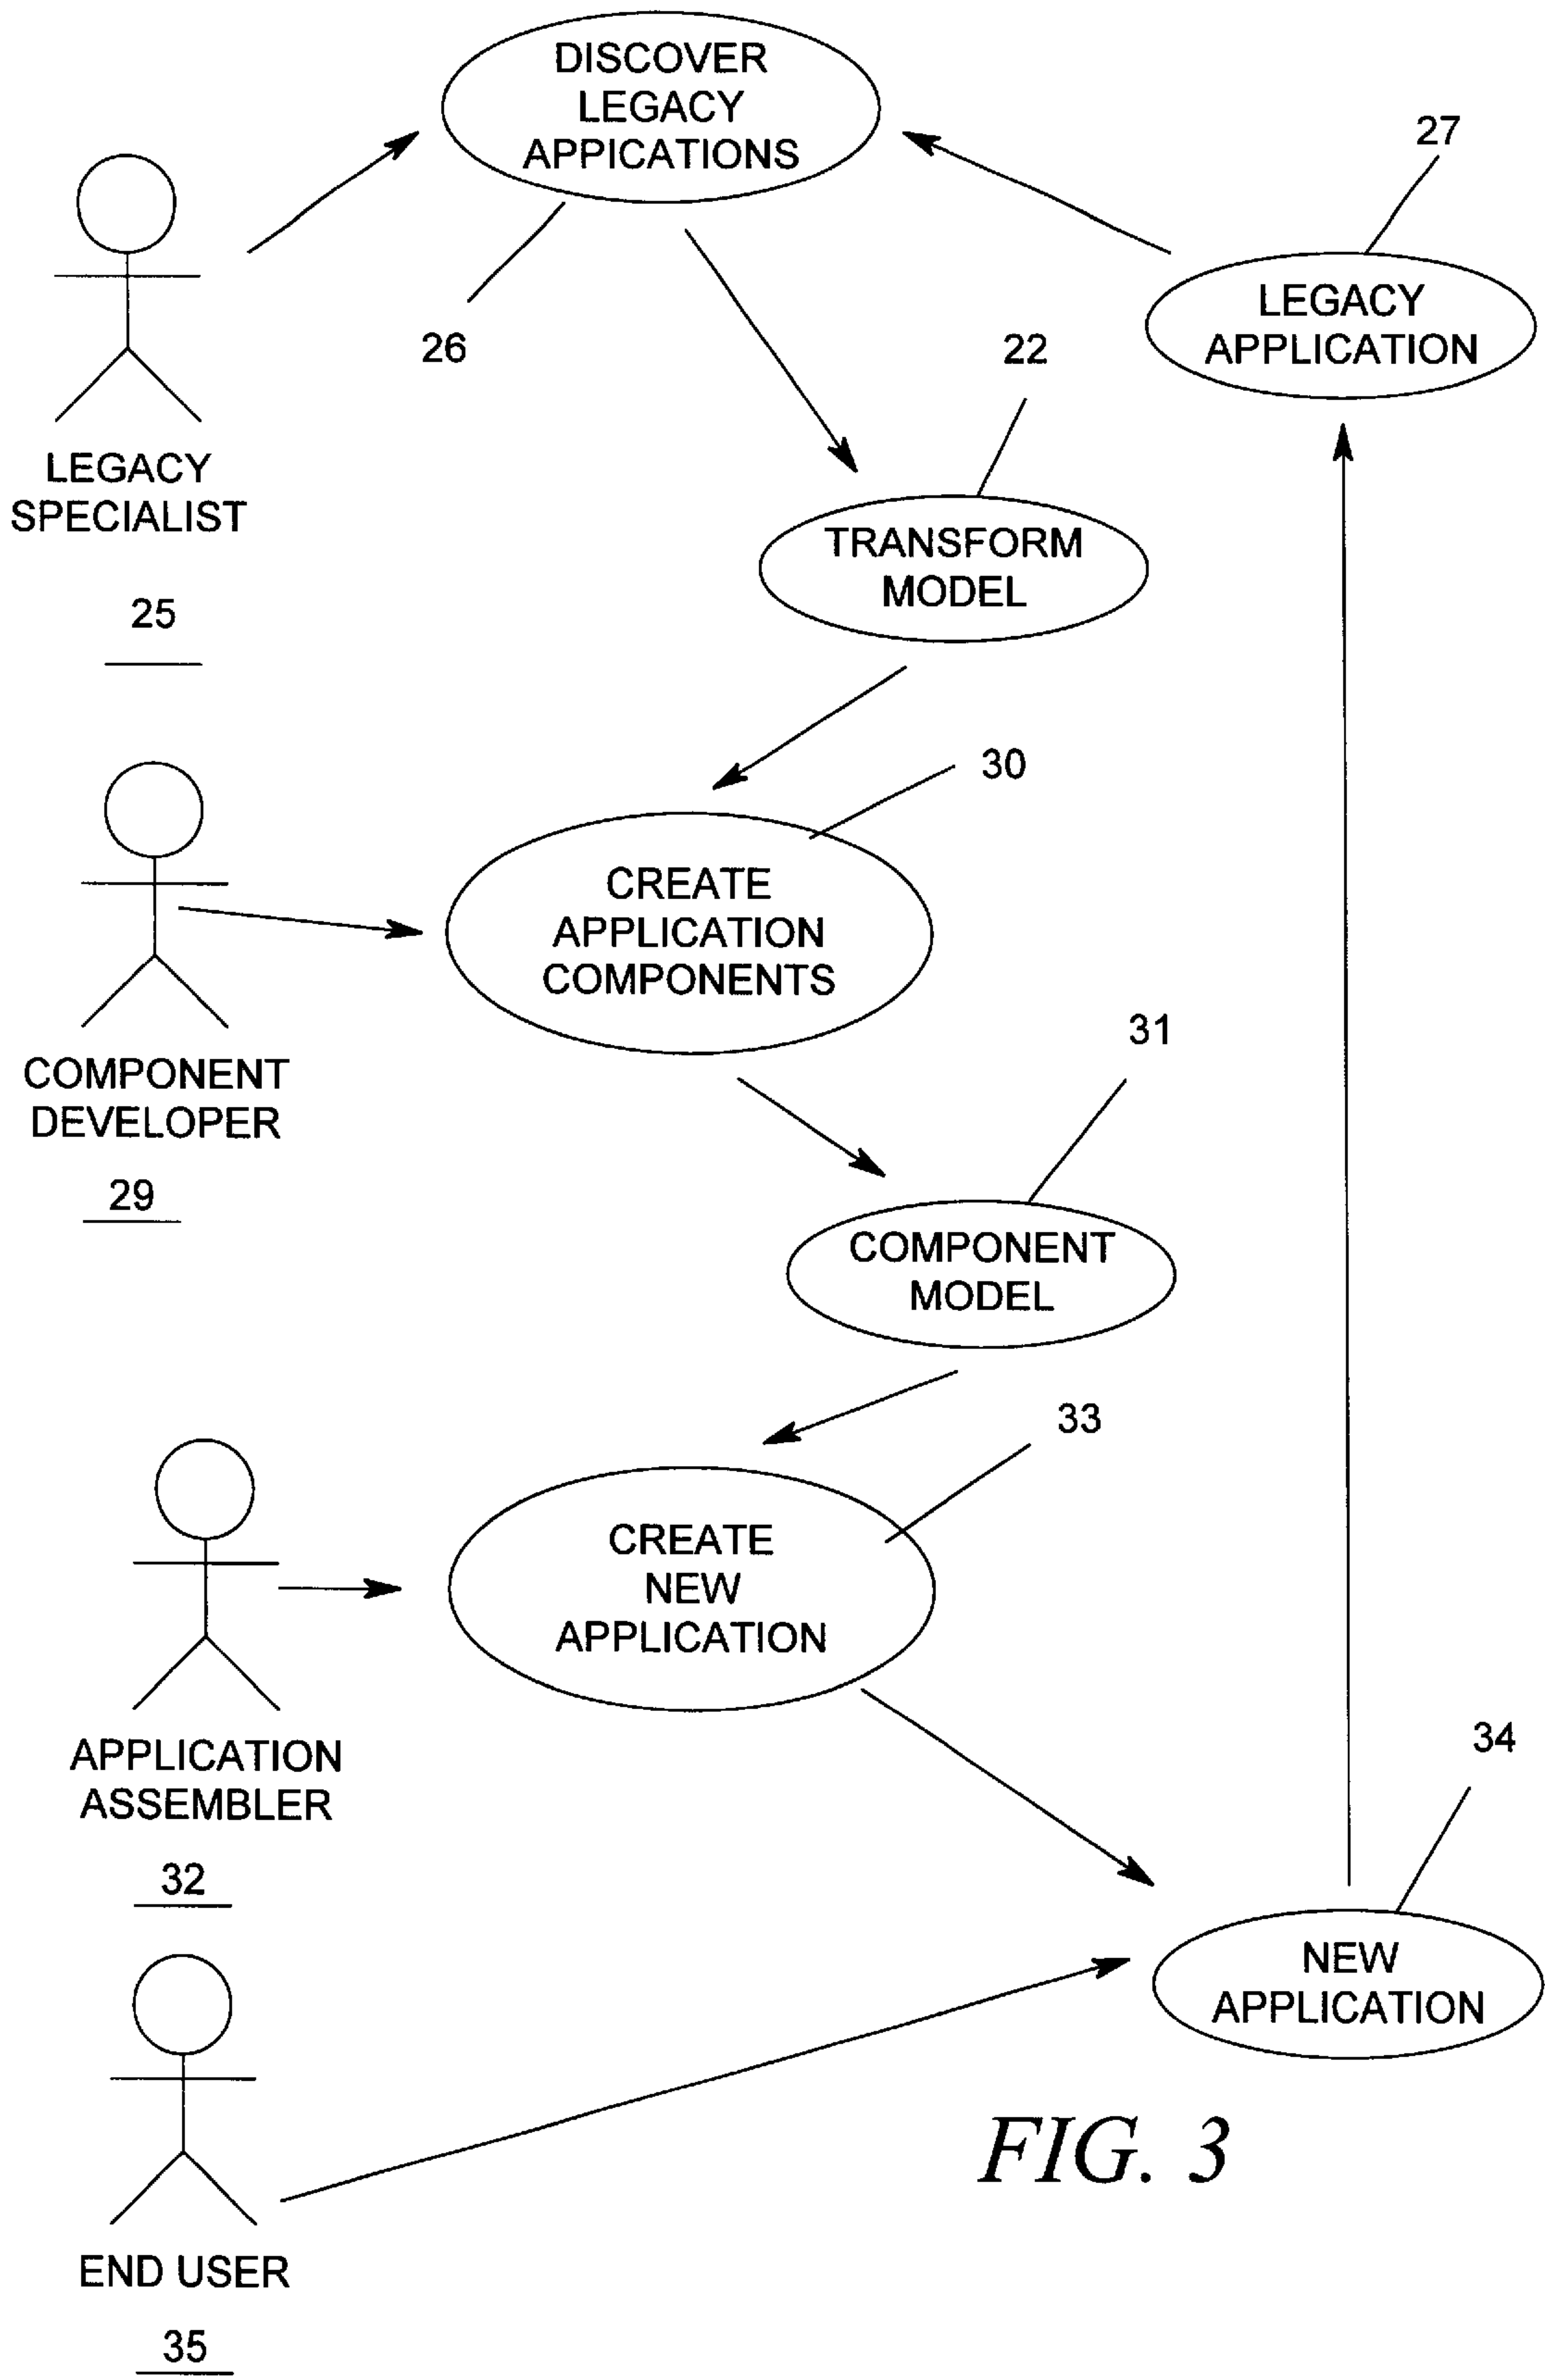 DISCOVER
LEGACY
APPICATIONS
27
LEGACY
APPLICATION
26
22
LEGACY
SPECIALIST
25
TRANSFORM
MODEL
30
CREATE
APPLICATION
COMPONENTS
COMPONENT
DEVELOPER
29
31
COMPONENT
MODEL
33
CREATE
NEW
APPLICATION
APPLICATION
ASSEMBLER
32
34
NEW
APPLICATION
FIG. 3
END USER
35